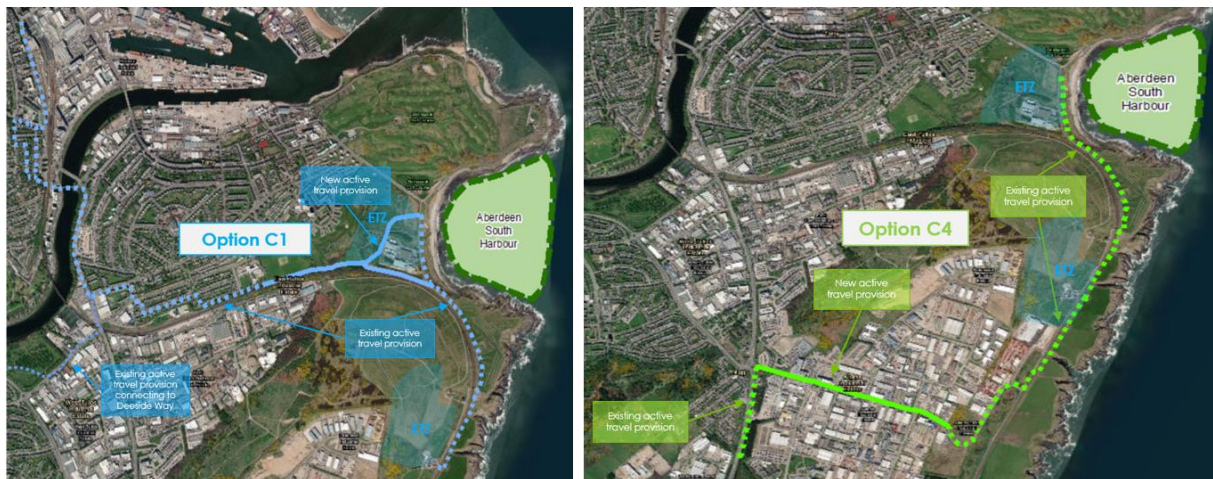 New active
travel provision
ETZ
Option C1
Aberdeen
South
Harbour
Existing active
travel provision
Existing active
travel provision
connecting to
Deeside Way
ETZ
ETZ
Aberdeen
South
Harbour
Existing active
travel provision
Option C4
ETZ
New active
travel provision
Existing active
travel provision